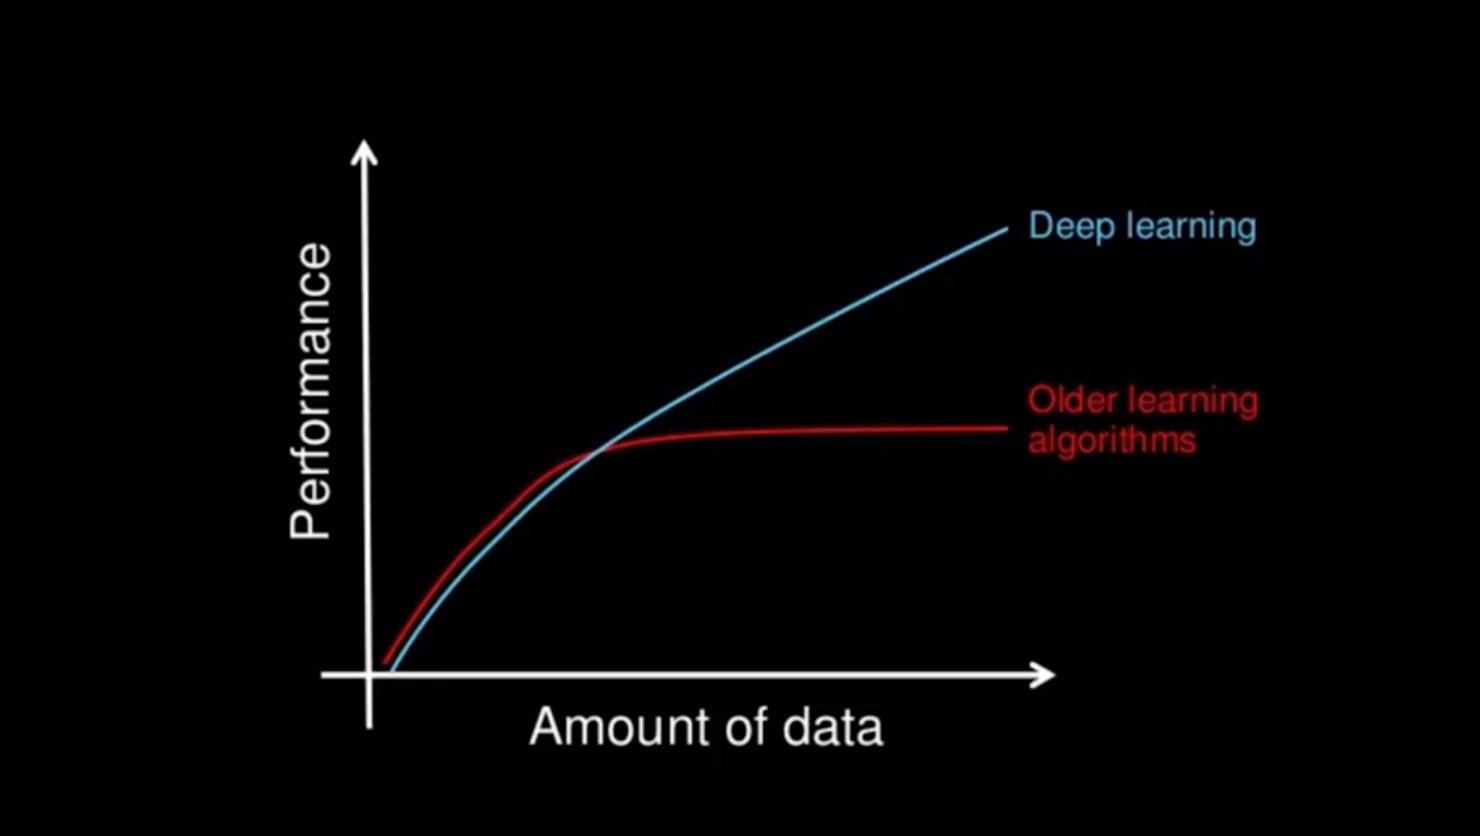 Performance
Deep learning
Older learning
algorithms
Amount of data